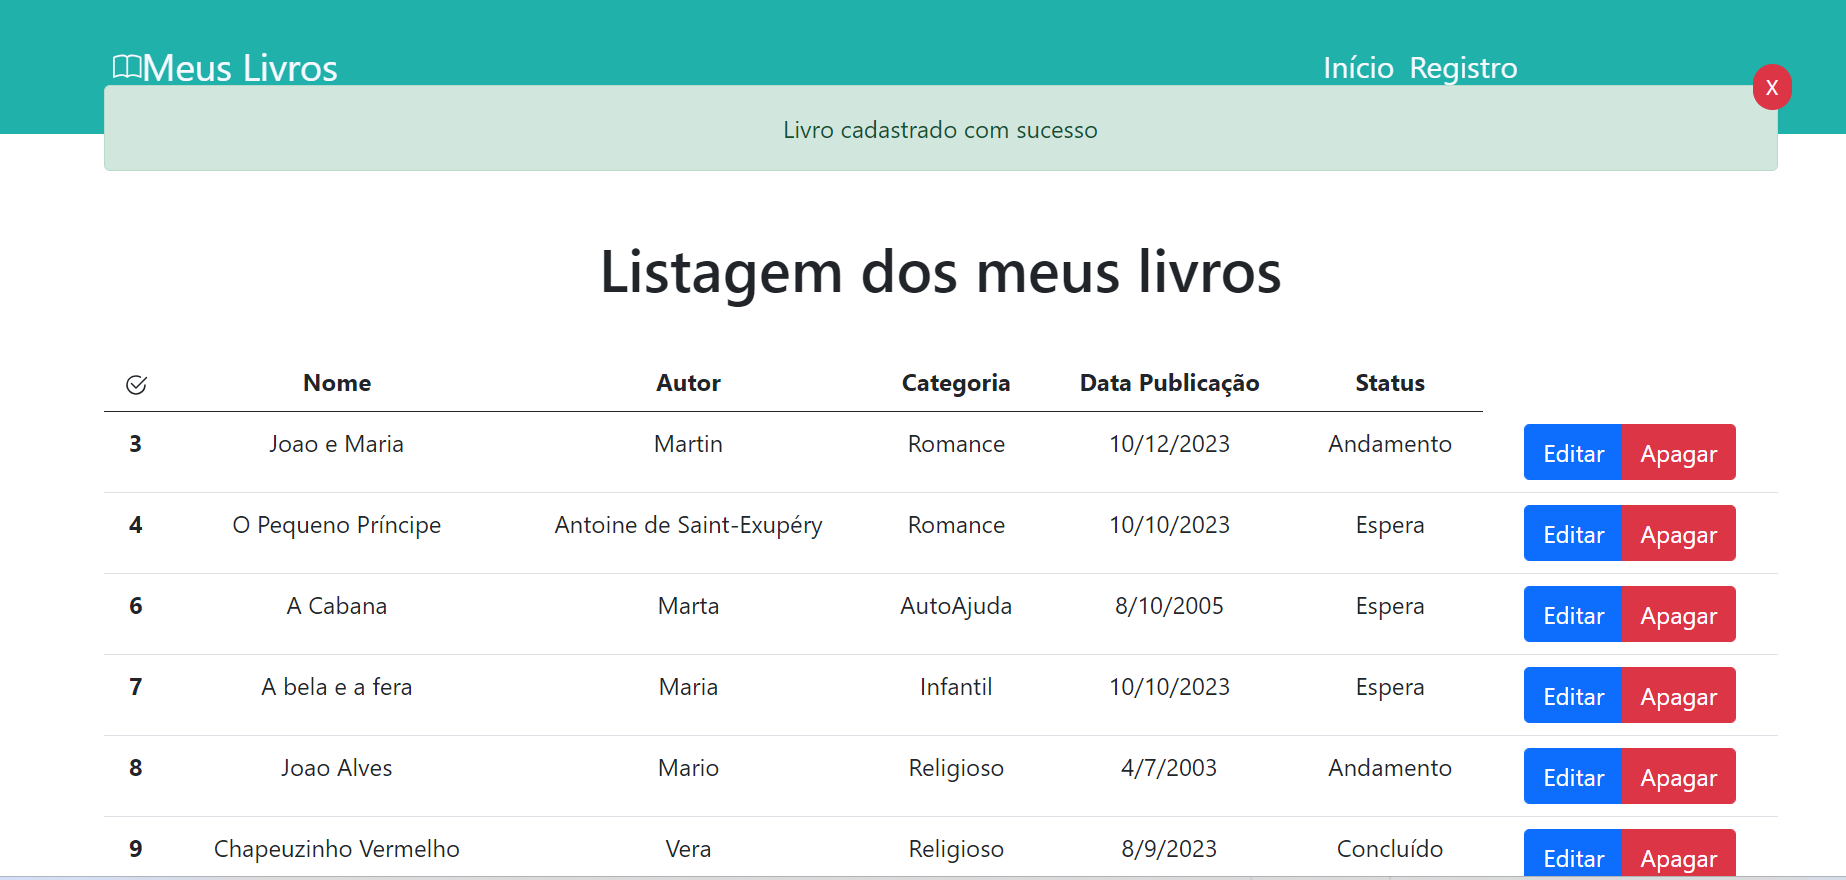 Meus Livros Início Registro
X
Livro cadastrado com sucesso
Listagem dos meus livros
Nome Autor Categoria Data Publicação Status
3 Joao e Maria Martin Romance 10/12/2023 Andamento Editar Apagar
4 O Pequeno Príncipe Antoine de Saint-Exupéry Romance 10/10/2023 Espera Editar Apagar
6 A Cabana Marta AutoAjuda 8/10/2005 Espera Editar Apagar
7 A bela e a fera Maria Infantil 10/10/2023 Espera Editar Apagar
8 Joao Alves Mario Religioso 4/7/2003 Andamento Editar Apagar
9 Chapeuzinho Vermelho Vera Religioso 8/9/2023 Concluído Editar Apagar